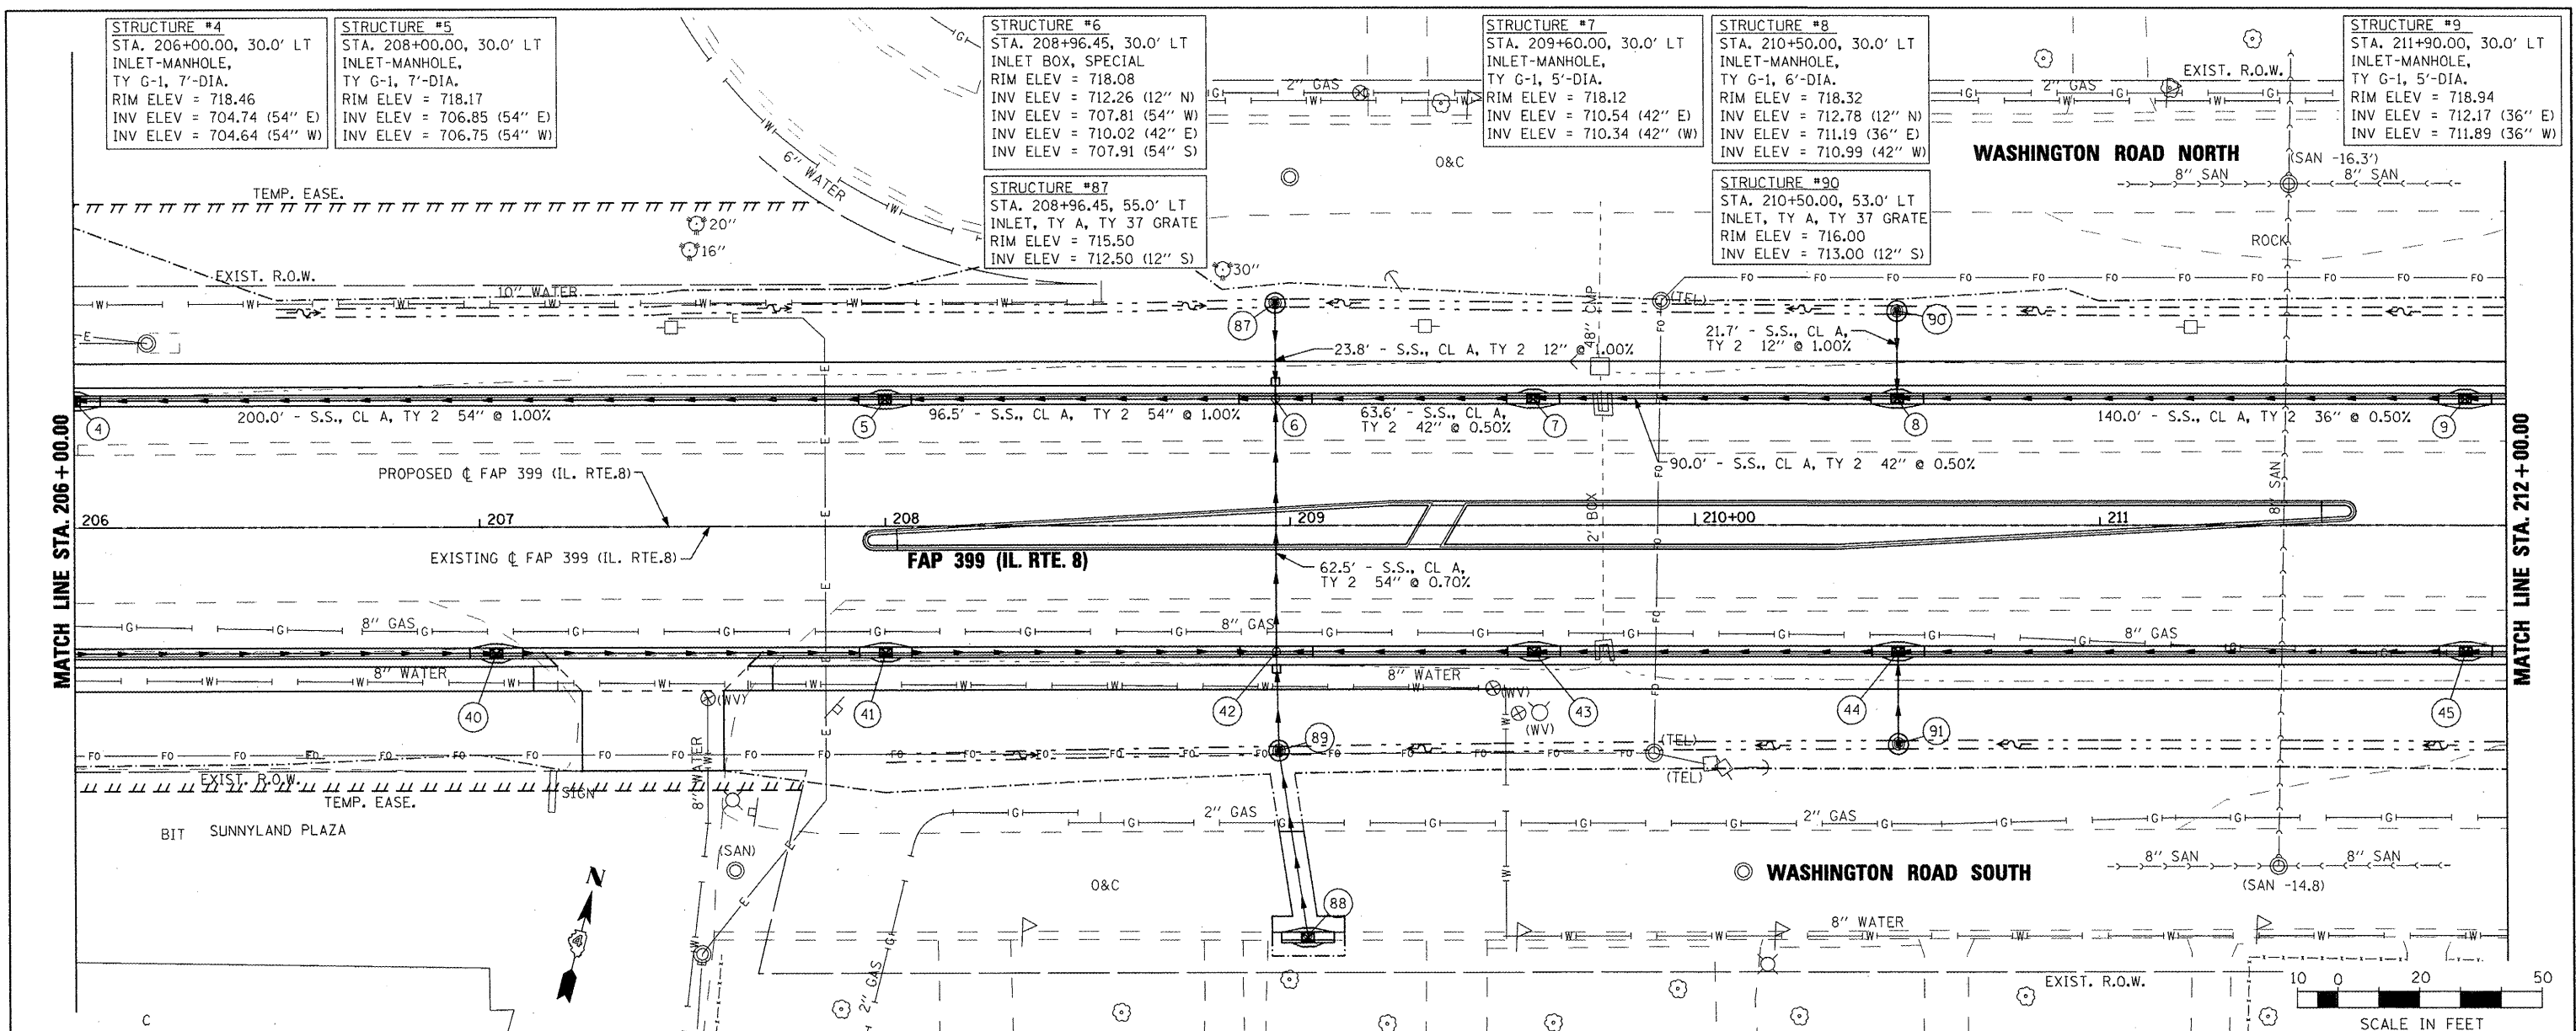 STRUCTURE #4
STA. 206+00.00, 30.0' LT
INLET-MANHOLE,
TY G-1, 7'-DIA.
RIM ELEV = 718.46
INV ELEV = 704.74 (54" E)
INV ELEV = 704.64 (54" W)
STRUCTURE #5
STA. 208+00.00, 30.0' LT
INLET-MANHOLE,
TY G-1, 7'-DIA.
RIM ELEV = 718.17
INV ELEV = 706.85 (54" E)
INV ELEV = 706.75 (54" W)
STRUCTURE #6
STA. 208+96.45, 30.0' LT
INLET BOX, SPECIAL
RIM ELEV = 718.08
INV ELEV = 712.26 (12" N)
INV ELEV = 707.81 (54" W)
INV ELEV = 710.02 (42" E)
INV ELEV = 707.91 (54" S)
STRUCTURE #87
STA. 208+96.45, 55.0' LT
INLET, TY A, TY 37 GRATE
RIM ELEV = 715.50
INV ELEV = 712.50 (12" S)
STRUCTURE #7
STA. 209+60.00, 30.0' LT
INLET-MANHOLE,
TY G-1, 5'-DIA.
RIM ELEV = 718.12
INV ELEV = 710.54 (42" E)
INV ELEV = 710.34 (42" (W)
STRUCTURE #8
STA. 210+50.00, 30.0' LT
INLET-MANHOLE,
TY G-1, 6'-DIA.
RIM ELEV = 718.32
INV ELEV = 712.78 (12" N)
INV ELEV = 711.19 (36" E)
INV ELEV = 710.99 (42" W)
STRUCTURE #90
STA. 210+50.00, 53.0' LT
INLET, TY A, TY 37 GRATE
RIM ELEV = 716.00
INV ELEV = 713.00 (12" S)
STRUCTURE #9
STA. 211+90.00, 30.0' LT
INLET-MANHOLE,
TY G-1, 5'-DIA.
RIM ELEV = 718.94
INV ELEV = 712.17 (36" E)
INV ELEV = 711.89 (36" W)
2" GAS
2" GAS
EXIST. R.O.W.
6" WATER
O&C
WASHINGTON ROAD NORTH
(SAN -16.3')
8" SAN
8" SAN
TEMP. EASE.
20"
16"
30"
ROCK
EXIST. R.O.W.
10" WATER
48" CMP
(TEL)
87
90
23.8' - S.S., CL A, TY 2 12" @ 1.00%
21.7' - S.S., CL A,
TY 2 12" @ 1.00%
4
200.0' - S.S., CL A, TY 2 54" @ 1.00%
5
96.5' - S.S., CL A, TY 2 54" @ 1.00%
6
63.6' - S.S., CL A,
TY 2 42" @ 0.50%
7
8
140.0' - S.S., CL A, TY 2 36" @ 0.50%
9
90.0' - S.S., CL A, TY 2 42" @ 0.50%
MATCH LINE STA. 206+00.00
MATCH LINE STA. 212+00.00
PROPOSED ℄ FAP 399 (IL. RTE.8)
2' BOX
8" SAN
206
207
208
209
210+00
211
EXISTING ℄ FAP 399 (IL. RTE.8)
FAP 399 (IL. RTE. 8)
62.5' - S.S., CL A,
TY 2 54" @ 0.70%
8" GAS
8" GAS
8" GAS
8" WATER
8" WATER
(WV)
(WV)
(WV)
40
41
42
43
44
45
89
91
(TEL)
(TEL)
EXIST. R.O.W.
TEMP. EASE.
SIGN
8" WATER
BIT
SUNNYLAND PLAZA
2" GAS
2" GAS
(SAN)
O&C
WASHINGTON ROAD SOUTH
8" SAN
8" SAN
(SAN -14.8)
N
88
8" WATER
2" GAS
EXIST. R.O.W.
C
10 0 20 50
SCALE IN FEET